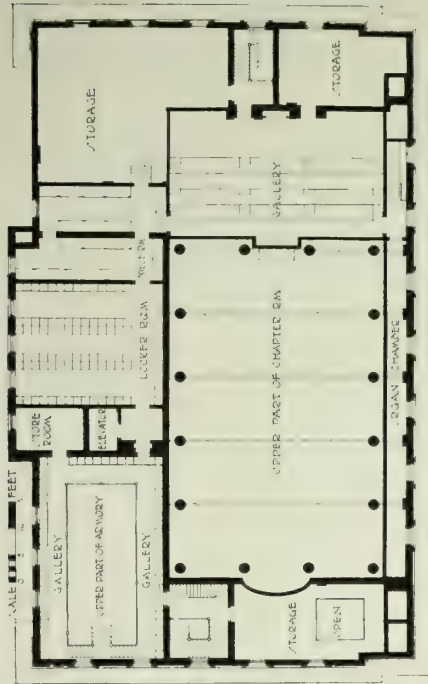 STORAGE
STORAGE
GALLERY
LOCKER ROOM
UPPER PART OF CHAPTER RM
ORGAN CHAMBER
STORE
ROOM
ELEVATOR
SCALE
FEET
GALLERY
UPPER PART OF ARMORY
GALLERY
STORAGE
OPEN